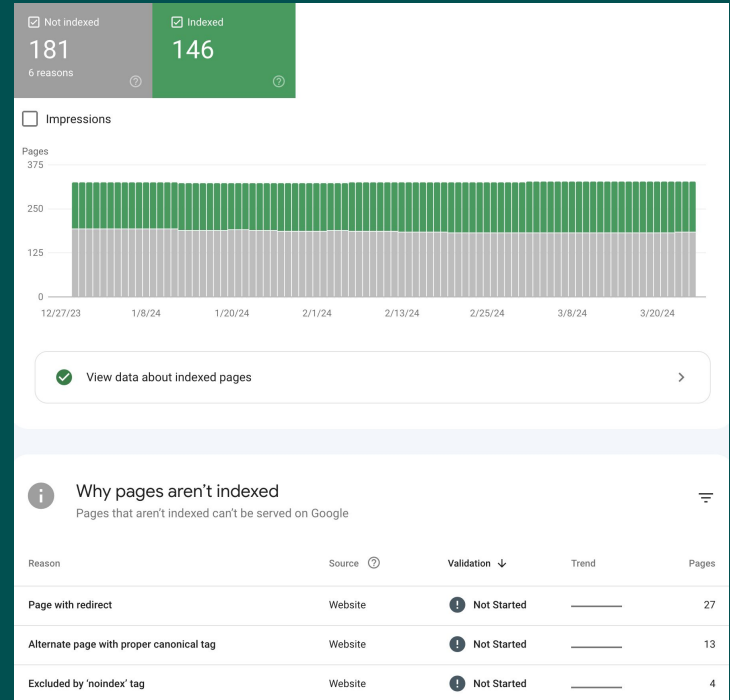 Not indexed
181
6 reasons
Indexed
146
Impressions
Pages
375
250
125
0
12/27/23 1/8/24 1/20/24 2/1/24 2/13/24 2/25/24 3/8/24 3/20/24
View data about indexed pages
Why pages aren't indexed
Pages that aren't indexed can't be served on Google
Reason Source Validation Trend Pages
Page with redirect Website Not Started 27
Alternate page with proper canonical tag Website Not Started 13
Excluded by ‘noindex’ tag Website Not Started 4